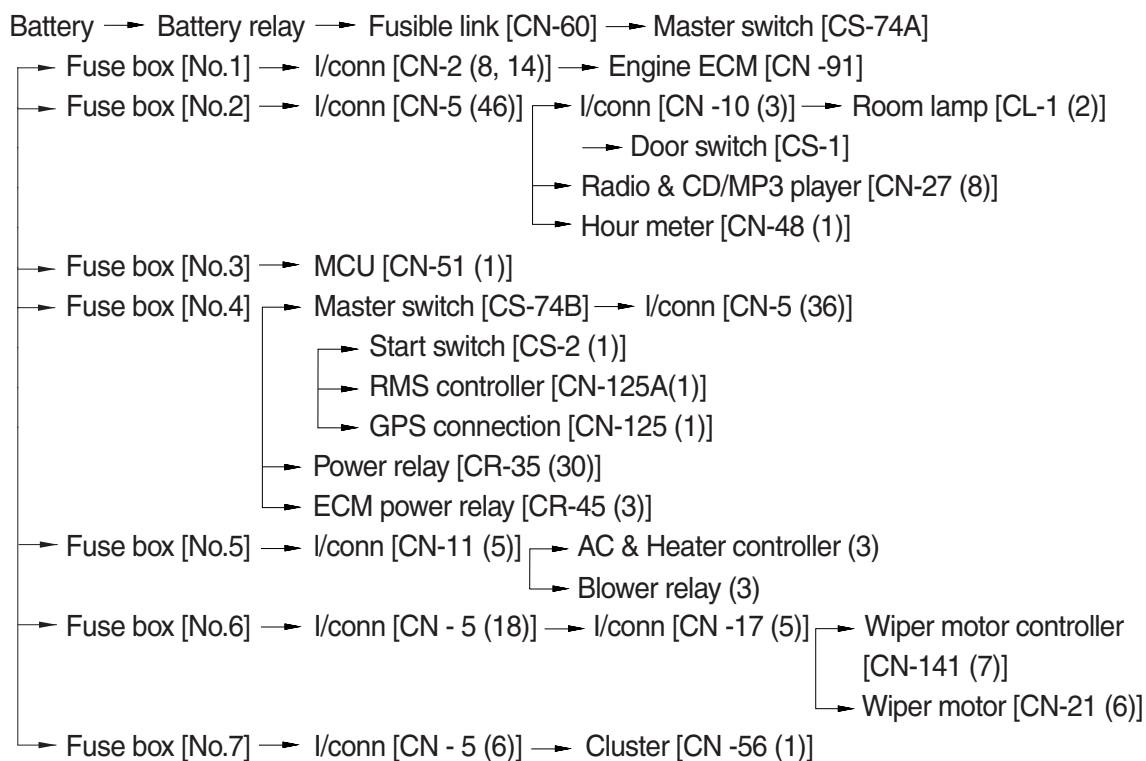 Battery → Battery relay → Fusible link [CN-60] → Master switch [CS-74A]
Fuse box [No.1] → I/conn [CN-2 (8, 14)] → Engine ECM [CN -91]
Fuse box [No.2] → I/conn [CN-5 (46)] → I/conn [CN -10 (3)] → Room lamp [CL-1 (2)]
→ Door switch [CS-1]
→ Radio & CD/MP3 player [CN-27 (8)]
→ Hour meter [CN-48 (1)]
Fuse box [No.3] → MCU [CN-51 (1)]
Fuse box [No.4] → Master switch [CS-74B] → I/conn [CN-5 (36)]
→ Start switch [CS-2 (1)]
→ RMS controller [CN-125A(1)]
→ GPS connection [CN-125 (1)]
→ Power relay [CR-35 (30)]
→ ECM power relay [CR-45 (3)]
Fuse box [No.5] → I/conn [CN-11 (5)] → AC & Heater controller (3)
→ Blower relay (3)
Fuse box [No.6] → I/conn [CN - 5 (18)] → I/conn [CN -17 (5)] → Wiper motor controller
[CN-141 (7)]
→ Wiper motor [CN-21 (6)]
Fuse box [No.7] → I/conn [CN - 5 (6)] → Cluster [CN -56 (1)]